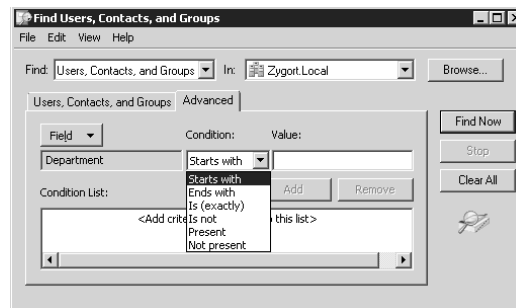 Find Users, Contacts, and Groups
File Edit View Help
Find: Users, Contacts, and Groups In: Zygort.Local Browse...
Users, Contacts, and Groups Advanced
Field Condition: Value: Find Now
Department Starts with Stop
Starts with
Ends with Add Remove Clear All
Condition List: Is (exactly)
<Add crite Is not o this list>
Present
Not present